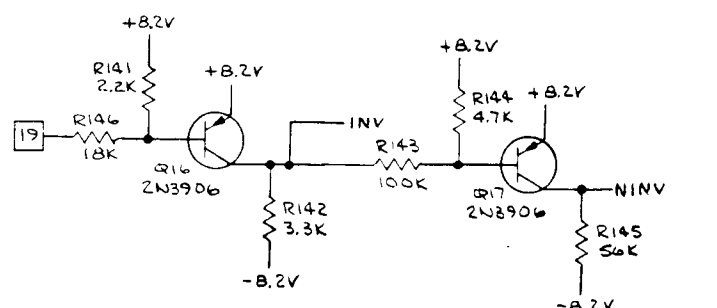 +8.2V
R141
2.2K
+8.2V
19
R146
18K
Q16
2N3906
INV
R142
3.3K
-8.2V
R143
100K
+8.2V
R144
4.7K
+8.2V
Q17
2N3906
NINV
R145
56K
-8.2V